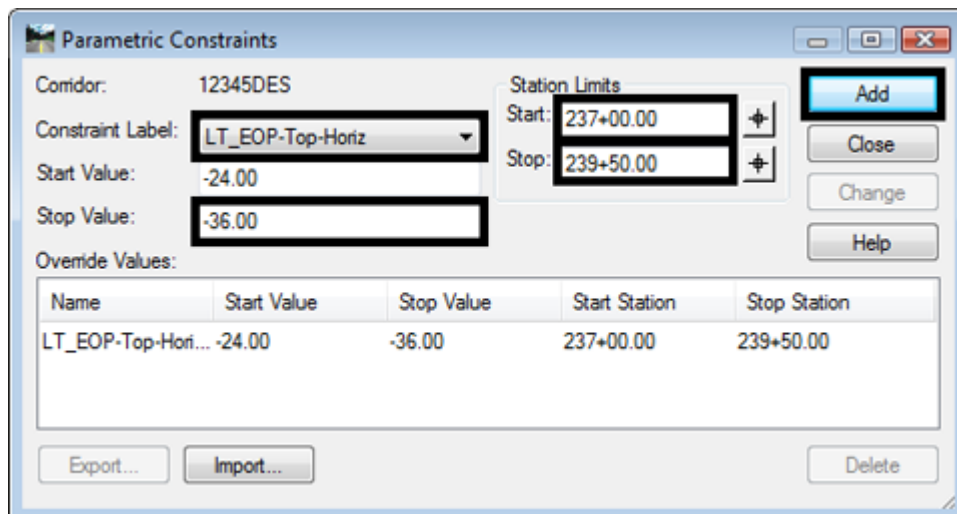 Parametric Constraints
Corridor: 12345DES
Constraint Label: LT_EOP-Top-Horiz
Start Value: -24.00
Stop Value: -36.00
Station Limits
Start: 237+00.00
Stop: 239+50.00
Add
Close
Change
Help
Override Values:
Name Start Value Stop Value Start Station Stop Station
LT_EOP-Top-Hori... -24.00 -36.00 237+00.00 239+50.00
Export... Import... Delete